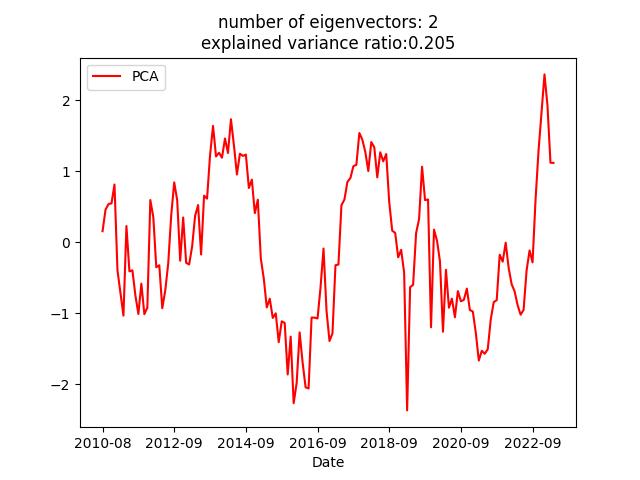 number of eigenvectors: 2
explained variance ratio:0.205
PCA
2
1
0
−1
−2
2010-08 2012-09 2014-09 2016-09 2018-09 2020-09 2022-09
Date